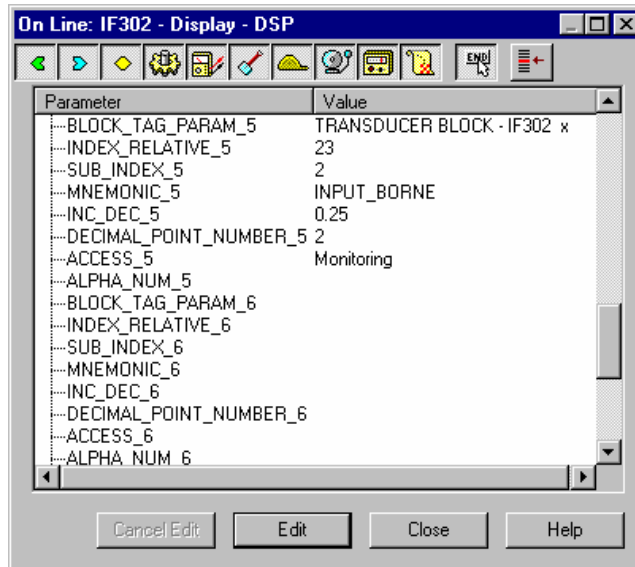 On Line: IF302 - Display - DSP
END
Parameter Value
BLOCK_TAG_PARAM_5 TRANSDUCER BLOCK - IF302 x
INDEX_RELATIVE_5 23
SUB_INDEX_5 2
MNEMONIC_5 INPUT_BORNE
INC_DEC_5 0.25
DECIMAL_POINT_NUMBER_5 2
ACCESS_5 Monitoring
ALPHA_NUM_5
BLOCK_TAG_PARAM_6
INDEX_RELATIVE_6
SUB_INDEX_6
MNEMONIC_6
INC_DEC_6
DECIMAL_POINT_NUMBER_6
ACCESS_6
ALPHA_NUM_6
Cancel Edit Edit Close Help